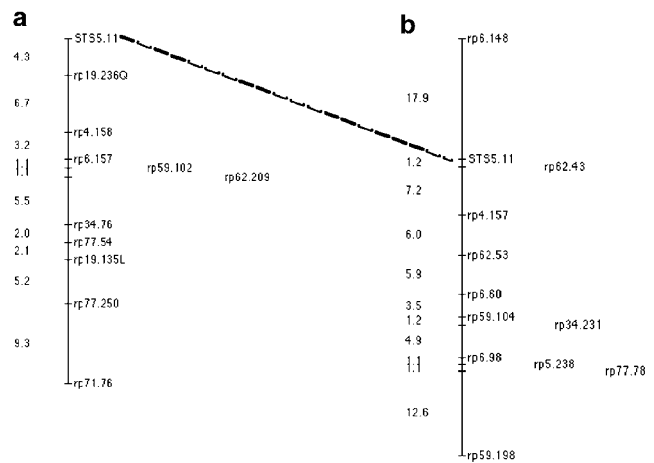 a
STS5.11
4.3
rp19.236Q
6.7
rp4.158
3.2
rp6.157
1.1
1.1
rp59.102
rp62.209
5.5
rp34.76
2.0
rp77.54
2.1
rp19.135L
5.2
rp77.250
9.3
rp71.76
b
rp6.148
17.9
STS5.11
1.2
rp62.43
7.2
rp4.157
6.0
rp62.53
5.9
rp6.60
3.5
rp59.104
1.2
rp34.231
4.9
rp6.98
1.1
rp5.238
1.1
rp77.78
12.6
rp59.198